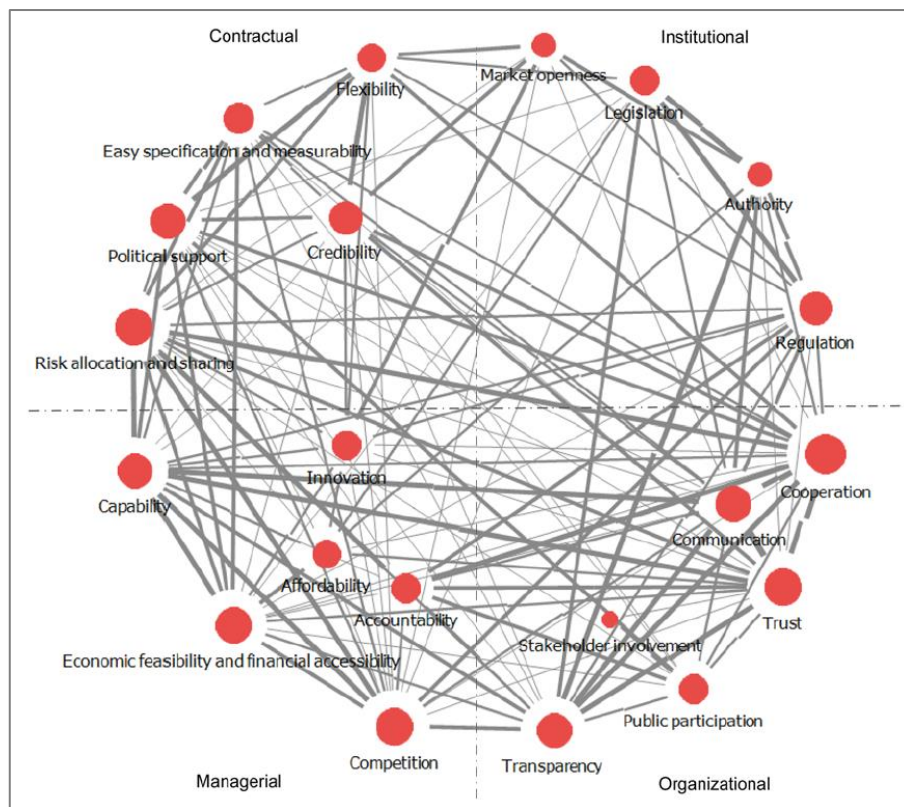 Contractual
Institutional
Market openness
Flexibility
Legislation
Easy specification and measurability
Authority
Political support
Credibility
Regulation
Risk allocation and sharing
Innovation
Capability
Cooperation
Communication
Affordability
Accountability
Trust
Stakeholder involvement
Economic feasibility and financial accessibility
Public participation
Competition
Transparency
Managerial
Organizational